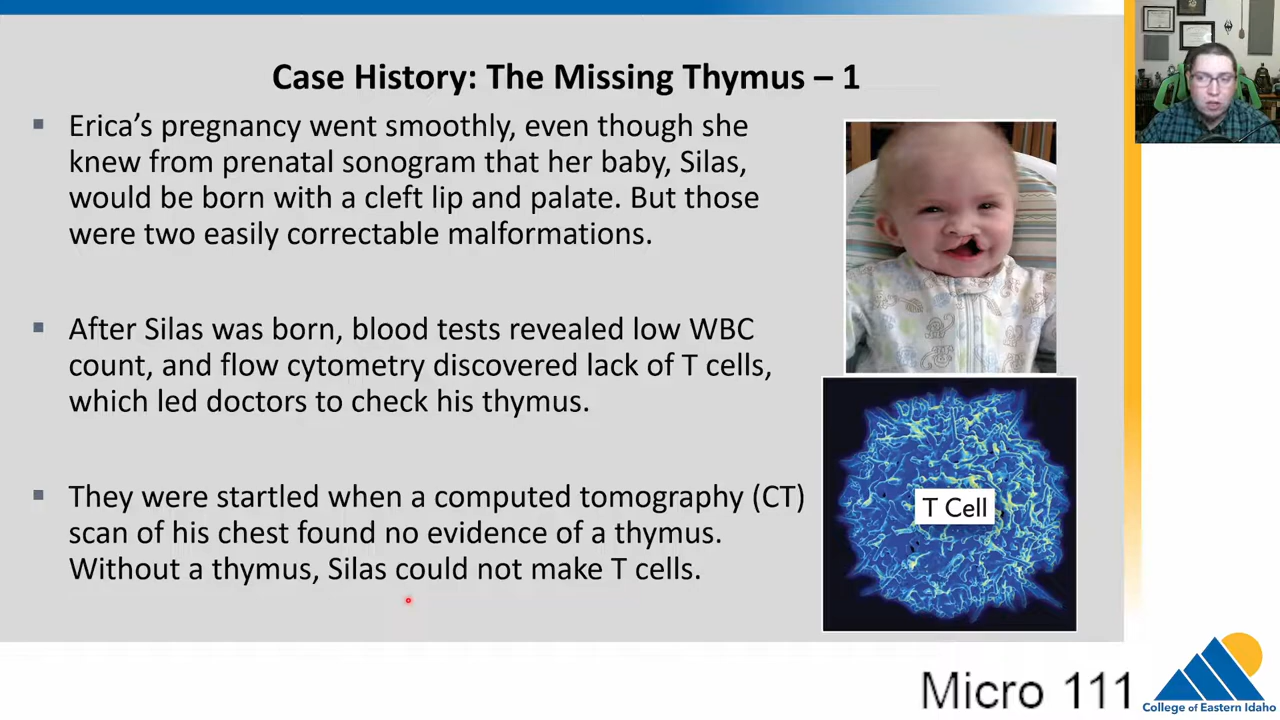 Case History: The Missing Thymus – 1
▪ Erica’s pregnancy went smoothly, even though she
knew from prenatal sonogram that her baby, Silas,
would be born with a cleft lip and palate. But those
were two easily correctable malformations.
▪ After Silas was born, blood tests revealed low WBC
count, and flow cytometry discovered lack of T cells,
which led doctors to check his thymus.
▪ They were startled when a computed tomography (CT)
scan of his chest found no evidence of a thymus.
Without a thymus, Silas could not make T cells.
T Cell
Micro 111
College of Eastern Idaho